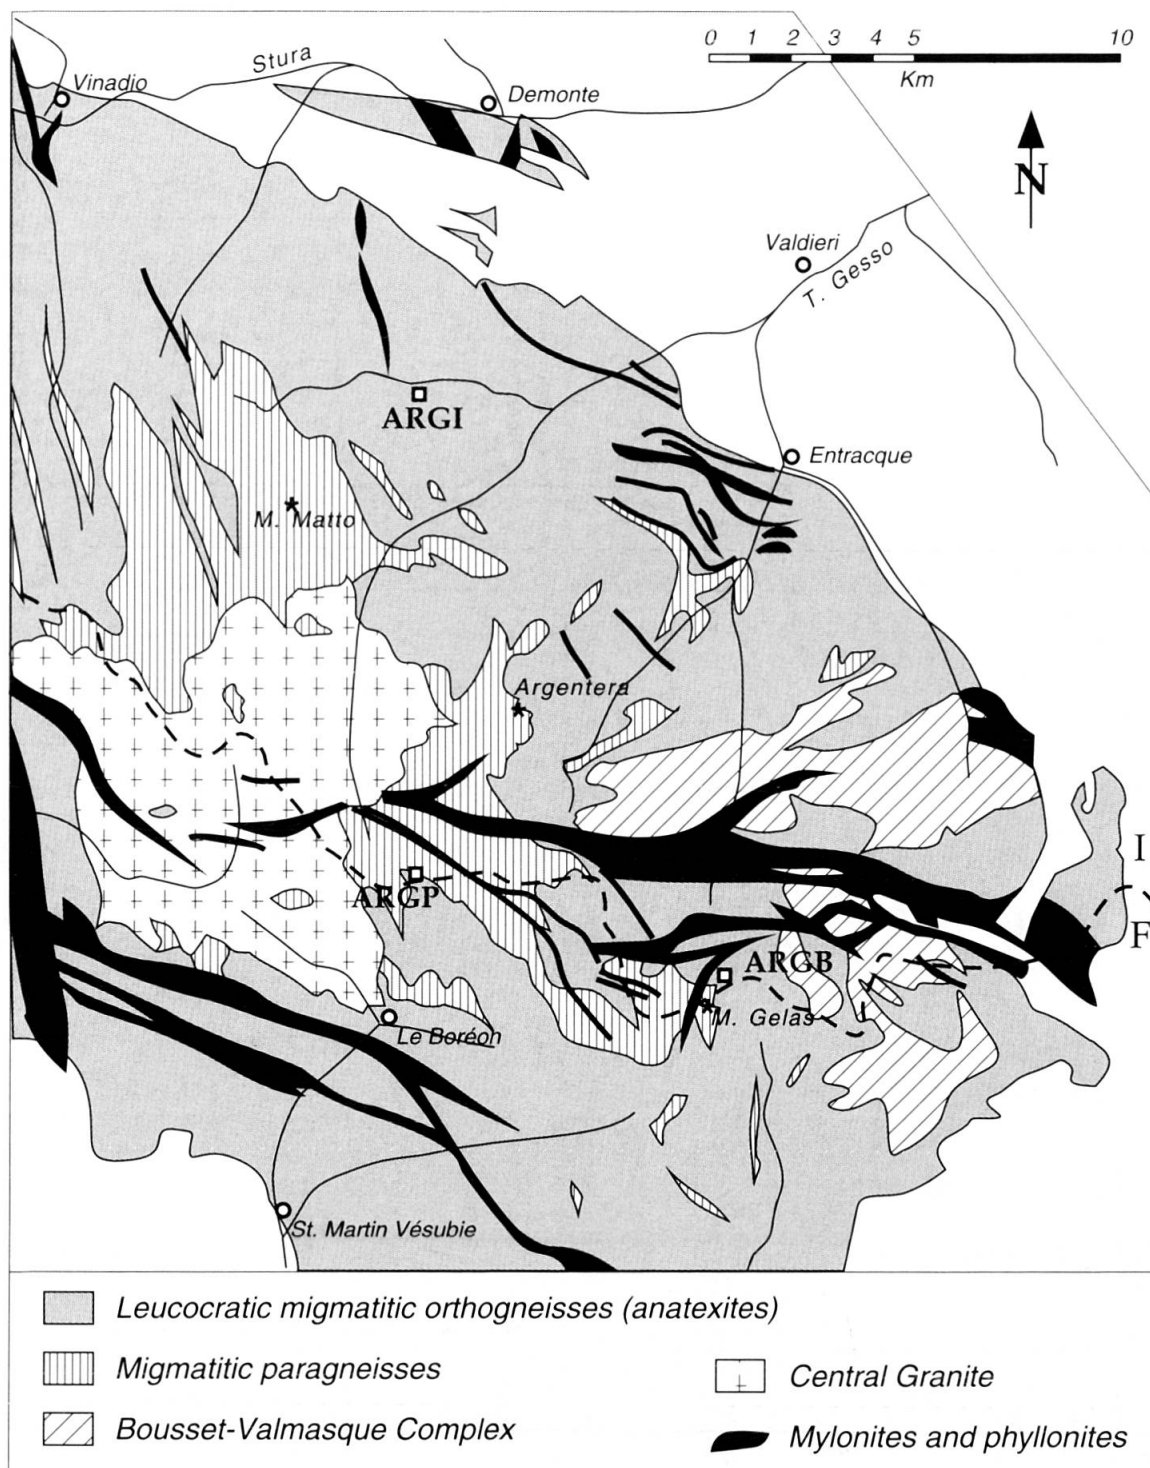 0 1 2 3 4 5 10
Km
Stura
Vinadio
Demonte
N
Valdieri
T. Gesso
ARGI
Entracque
M. Matto
Argentera
I
ARGP
F
ARGB
M. Gelas
Le Boréon
St. Martin Vésubie
Leucocratic migmatitic orthogneisses (anatexites)
Migmatitic paragneisses
Central Granite
Bousset-Valmasque Complex
Mylonites and phyllonites